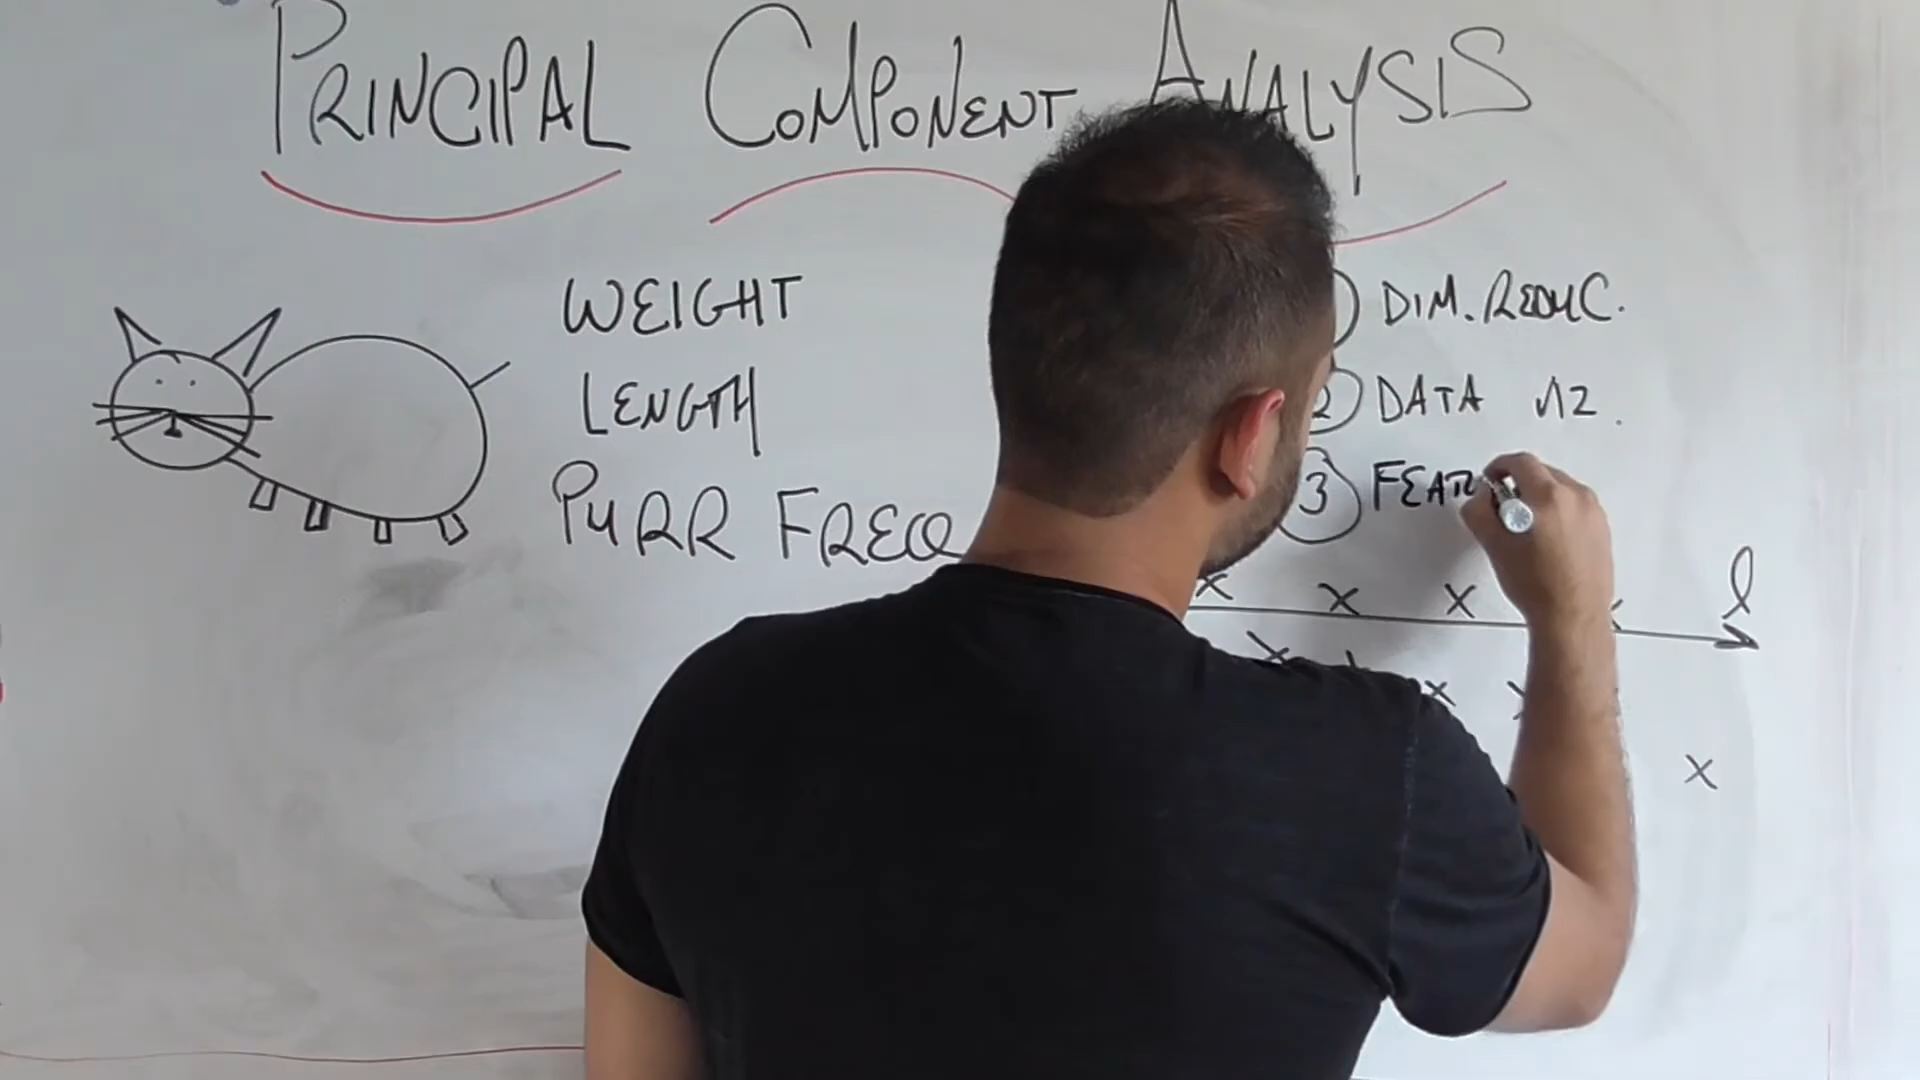 PRINCIPAL COMPONENT ANALYSIS
WEIGHT
LENGTH
PURR FREQ
DIM. REDUC.
2 DATA VIZ.
3 FEAT
x x x x l
x x
x x
x